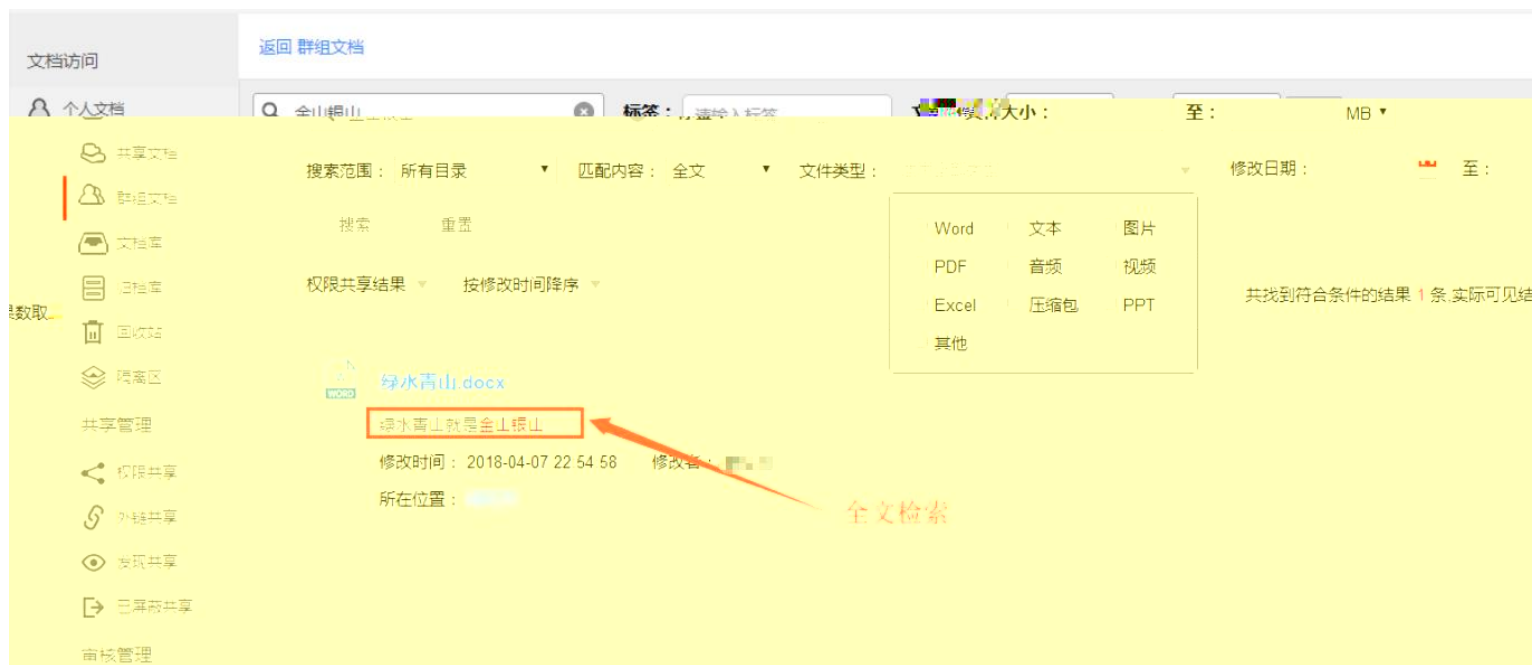 文档访问
返回 群组文档
个人文档
金山银山
标签：
请输入标签
大小：
至：
MB
共享文档
搜索范围： 所有目录
匹配内容： 全文
文件类型：
修改日期：
至：
群组文档
搜索
重置
Word 文本 图片
文档库
PDF 音频 视频
归档库
权限共享结果
按修改时间降序
共找到符合条件的结果 1 条,实际可见结
Excel 压缩包 PPT
数取
回收站
其他
隔离区
WORD
绿水青山.docx
共享管理
绿水青山就是金山银山
权限共享
修改时间： 2018-04-07 22 54 58
修改者：
所在位置：
外链共享
全文检索
发现共享
已屏蔽共享
审核管理